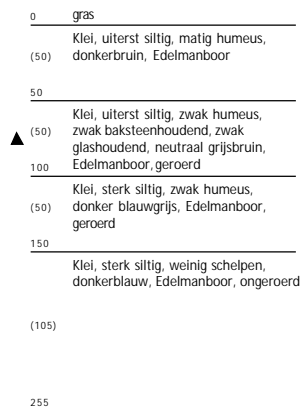 0 gras
Klei, uiterst siltig, matig humeus,
(50) donkerbruin, Edelmanboor
50
Klei, uiterst siltig, zwak humeus,
(50) zwak baksteenhoudend, zwak
glashoudend, neutraal grijsbruin,
100 Edelmanboor, geroerd
Klei, sterk siltig, zwak humeus,
(50) donker blauwgrijs, Edelmanboor,
geroerd
150
Klei, sterk siltig, weinig schelpen,
donkerblauw, Edelmanboor, ongeroerd
(105)
255